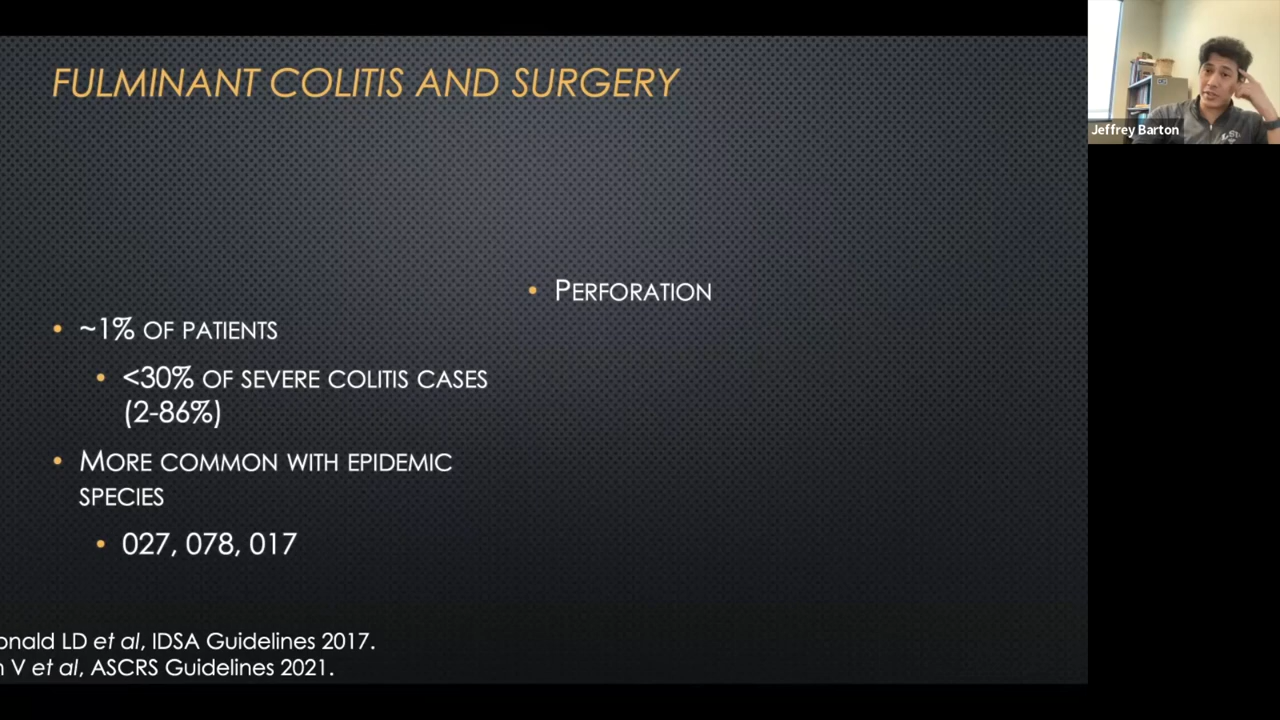 FULMINANT COLITIS AND SURGERY
Jeffrey Barton
• PERFORATION
• ~1% OF PATIENTS
• <30% OF SEVERE COLITIS CASES
(2-86%)
• MORE COMMON WITH EPIDEMIC
SPECIES
• 027, 078, 017
onald LD et al, IDSA Guidelines 2017.
n V et al, ASCRS Guidelines 2021.